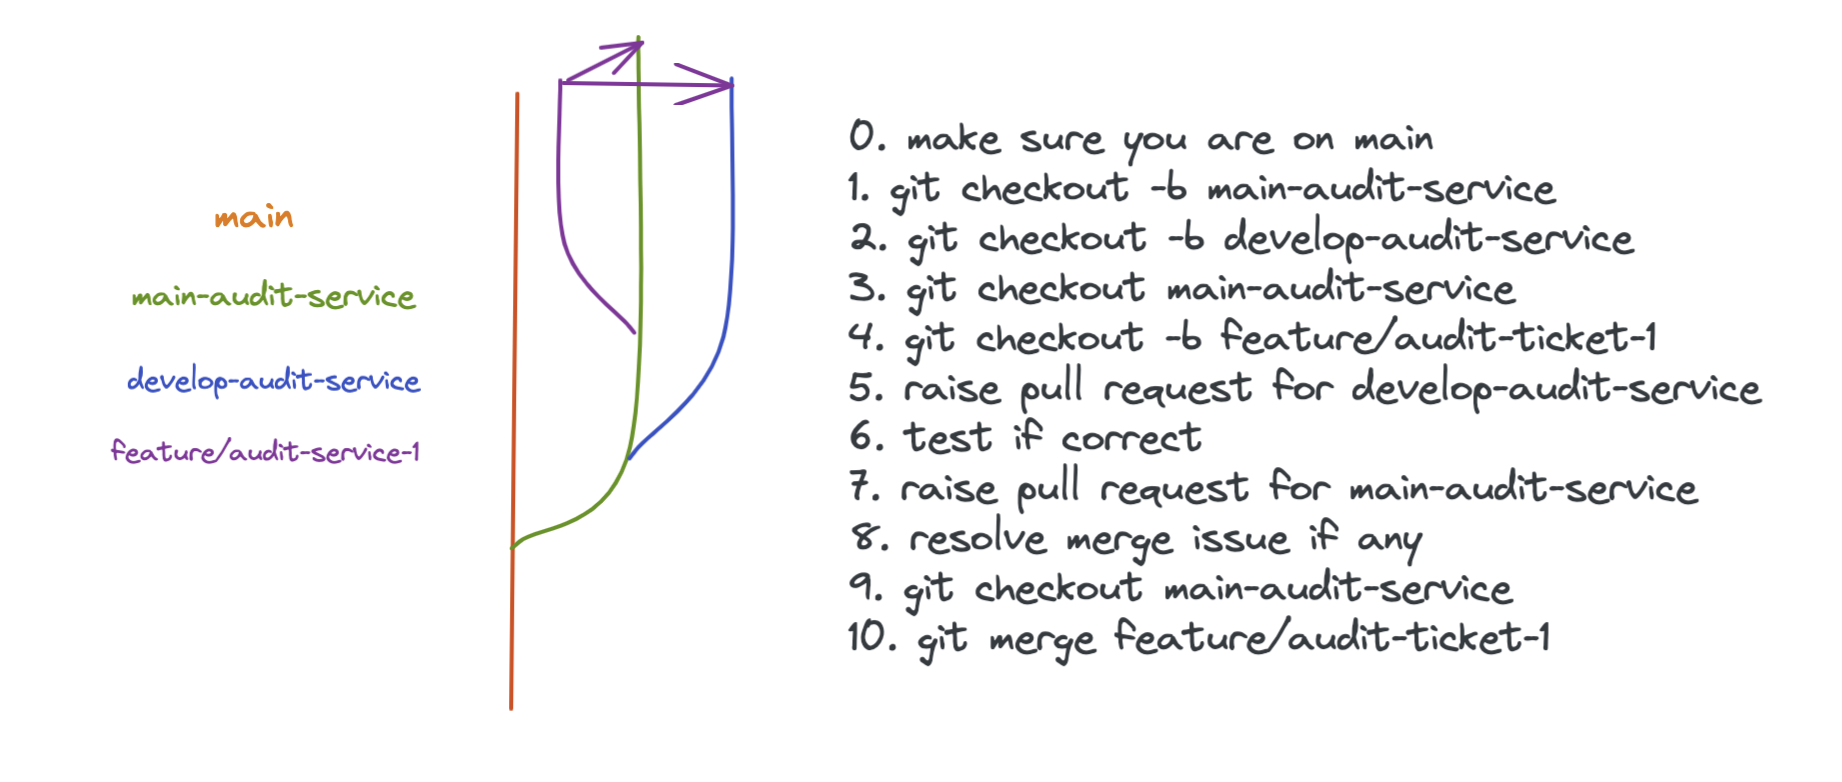 main
main-audit-service
develop-audit-service
feature/audit-service-1
0. make sure you are on main
1. git checkout -b main-audit-service
2. git checkout -b develop-audit-service
3. git checkout main-audit-service
4. git checkout -b feature/audit-ticket-1
5. raise pull request for develop-audit-service
6. test if correct
7. raise pull request for main-audit-service
8. resolve merge issue if any
9. git checkout main-audit-service
10. git merge feature/audit-ticket-1